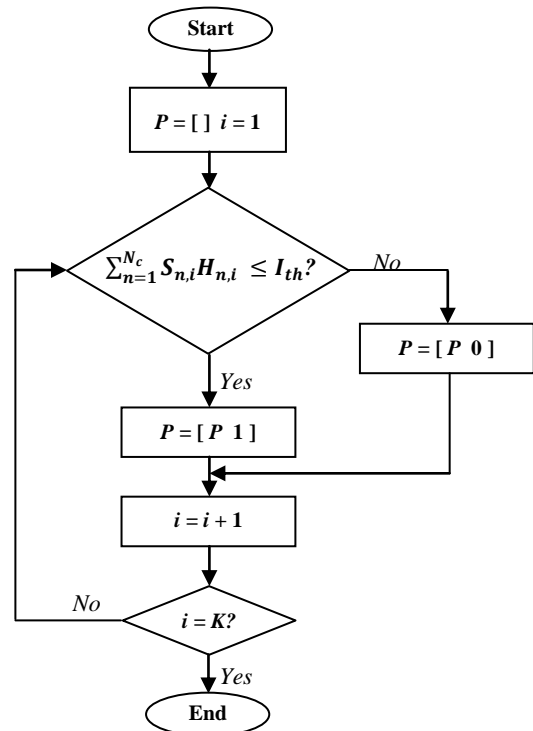 Start
P = [ ] i = 1
∑_{n=1}^{N_c} S_{n,i}H_{n,i} ≤ I_{th}?
No
P = [ P 0 ]
Yes
P = [ P 1 ]
i = i + 1
No
i = K?
Yes
End